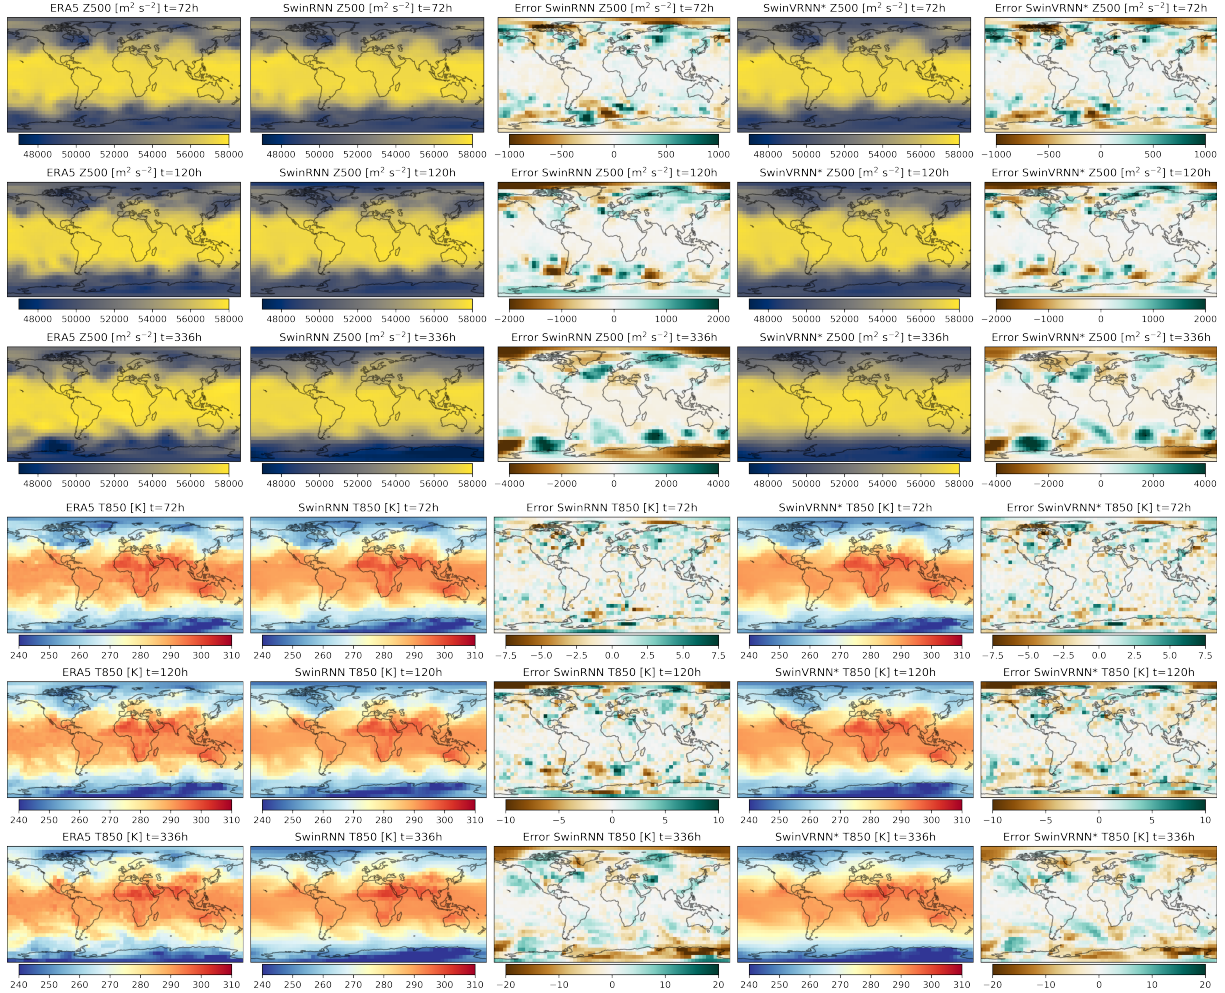 ERA5 Z500 [m² s⁻²] t=72h SwinRNN Z500 [m² s⁻²] t=72h Error SwinRNN Z500 [m² s⁻²] t=72h SwinVRNN* Z500 [m² s⁻²] t=72h Error SwinVRNN* Z500 [m² s⁻²] t=72h
48000 50000 52000 54000 56000 58000 48000 50000 52000 54000 56000 58000 −1000 −500 0 500 1000 48000 50000 52000 54000 56000 58000 −1000 −500 0 500 1000
ERA5 Z500 [m² s⁻²] t=120h SwinRNN Z500 [m² s⁻²] t=120h Error SwinRNN Z500 [m² s⁻²] t=120h SwinVRNN* Z500 [m² s⁻²] t=120h Error SwinVRNN* Z500 [m² s⁻²] t=120h
48000 50000 52000 54000 56000 58000 48000 50000 52000 54000 56000 58000 −2000 −1000 0 1000 2000 48000 50000 52000 54000 56000 58000 −2000 −1000 0 1000 2000
ERA5 Z500 [m² s⁻²] t=336h SwinRNN Z500 [m² s⁻²] t=336h Error SwinRNN Z500 [m² s⁻²] t=336h SwinVRNN* Z500 [m² s⁻²] t=336h Error SwinVRNN* Z500 [m² s⁻²] t=336h
48000 50000 52000 54000 56000 58000 48000 50000 52000 54000 56000 58000 −4000 −2000 0 2000 4000 48000 50000 52000 54000 56000 58000 −4000 −2000 0 2000 4000
ERA5 T850 [K] t=72h SwinRNN T850 [K] t=72h Error SwinRNN T850 [K] t=72h SwinVRNN* T850 [K] t=72h Error SwinVRNN* T850 [K] t=72h
240 250 260 270 280 290 300 310 240 250 260 270 280 290 300 310 −7.5 −5.0 −2.5 0.0 2.5 5.0 7.5 240 250 260 270 280 290 300 310 −7.5 −5.0 −2.5 0.0 2.5 5.0 7.5
ERA5 T850 [K] t=120h SwinRNN T850 [K] t=120h Error SwinRNN T850 [K] t=120h SwinVRNN* T850 [K] t=120h Error SwinVRNN* T850 [K] t=120h
240 250 260 270 280 290 300 310 240 250 260 270 280 290 300 310 −10 −5 0 5 10 240 250 260 270 280 290 300 310 −10 −5 0 5 10
ERA5 T850 [K] t=336h SwinRNN T850 [K] t=336h Error SwinRNN T850 [K] t=336h SwinVRNN* T850 [K] t=336h Error SwinVRNN* T850 [K] t=336h
240 250 260 270 280 290 300 310 240 250 260 270 280 290 300 310 −20 −10 0 10 20 240 250 260 270 280 290 300 310 −20 −10 0 10 20